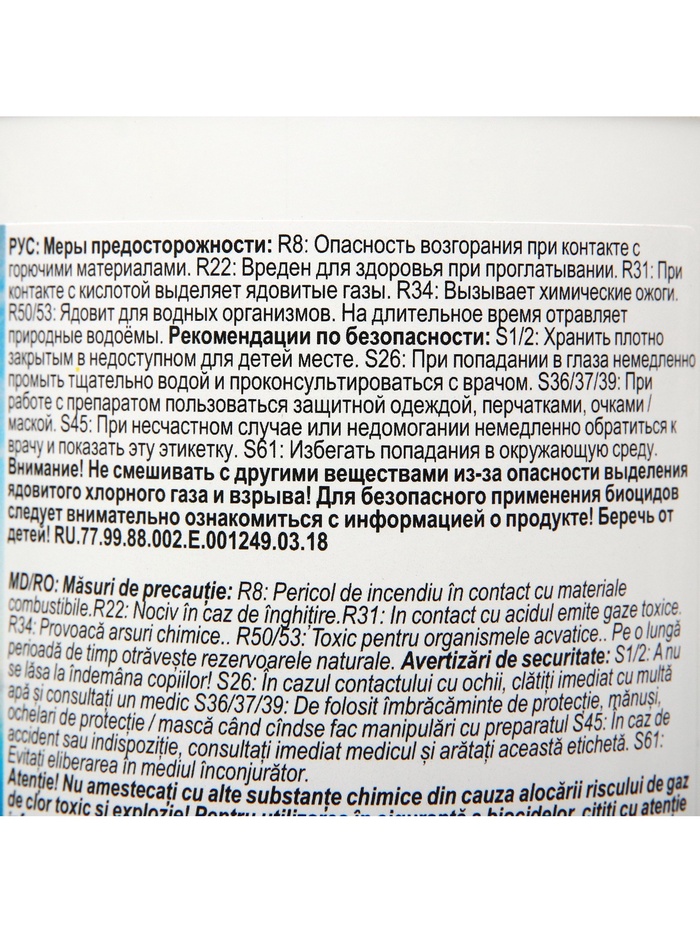 РУС: Меры предосторожности: R8: Опасность возгорания при контакте с
горючими материалами. R22: Вреден для здоровья при проглатывании. R31: При
контакте с кислотой выделяет ядовитые газы. R34: Вызывает химические ожоги.
R50/53: Ядовит для водных организмов. На длительное время отравляет
природные водоёмы. Рекомендации по безопасности: S1/2: Хранить плотно
закрытым в недоступном для детей месте. S26: При попадании в глаза немедленно
промыть тщательно водой и проконсультироваться с врачом. S36/37/39: При
работе с препаратом пользоваться защитной одеждой, перчатками, очками /
маской. S45: При несчастном случае или недомогании немедленно обратиться к
врачу и показать эту этикетку. S61: Избегать попадания в окружающую среду.
Внимание! Не смешивать с другими веществами из-за опасности выделения
ядовитого хлорного газа и взрыва! Для безопасного применения биоцидов
следует внимательно ознакомиться с информацией о продукте! Беречь от
детей! RU.77.99.88.002.E.001249.03.18
MD/RO: Măsuri de precauție: R8: Pericol de incendiu în contact cu materiale
combustibile.R22: Nociv în caz de înghițire.R31: In contact cu acidul emite gaze toxice.
R34: Provoacă arsuri chimice.. R50/53: Toxic pentru organismele acvatice.. Pe o lungă
perioadă de timp otrăvește rezervoarele naturale. Avertizări de securitate: S1/2: A nu
se lăsa la îndemâna copiilor! S26: În cazul contactului cu ochii, clătiți imediat cu multă
apă și consultați un medic S36/37/39: De folosit îmbrăcăminte de protecție, mănuși,
ochelari de protecție / mască când cîndse fac manipulări cu preparatul S45: În caz de
accident sau indispoziție, consultați imediat medicul și arătați această etichetă. S61:
Evitați eliberarea în mediul înconjurător.
Atenție! Nu amestecați cu alte substanțe chimice din cauza alocării riscului de gaz
de clor toxic și explozie! Pentru utilizarea în siguranță a biocidelor, citiți cu atenție